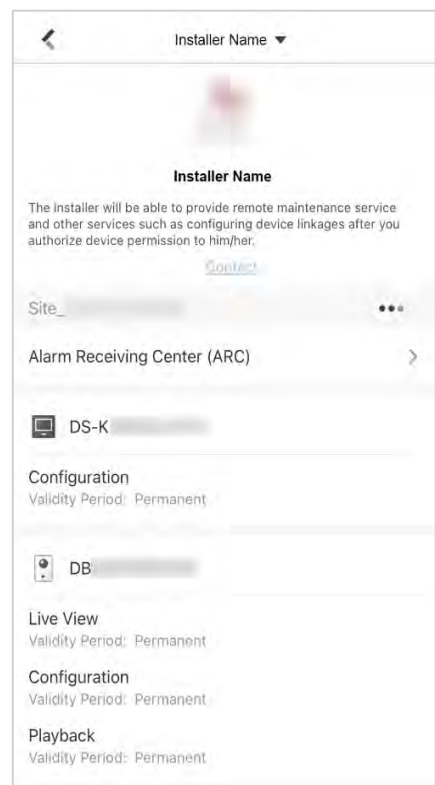 Installer Name ▼
Installer Name
The Installer will be able to provide remote maintenance service
and other services such as configuring device linkages after you
authorize device permission to him/her.
Contact
Site_
Alarm Receiving Center (ARC)
DS-K
Configuration
Validity Period: Permanent
DB
Live View
Validity Period: Permanent
Configuration
Validity Period: Permanent
Playback
Validity Period: Permanent